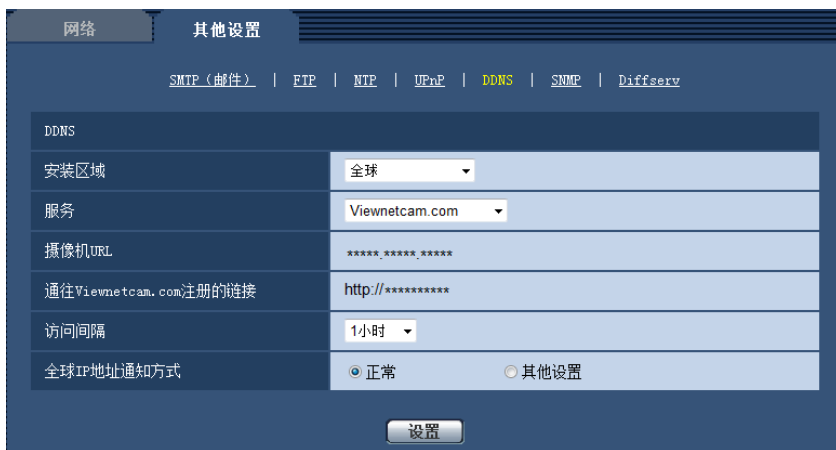 网络 其他设置
SMTP（邮件） | FTP | NTP | UPnP | DDNS | SNMP | Diffserv
DDNS
安装区域 全球
服务 Viewnetcam.com
摄像机URL *****.*****.*****
通往Viewnetcam.com注册的链接 http://**********
访问间隔 1小时
全球IP地址通知方式 正常 其他设置
设置